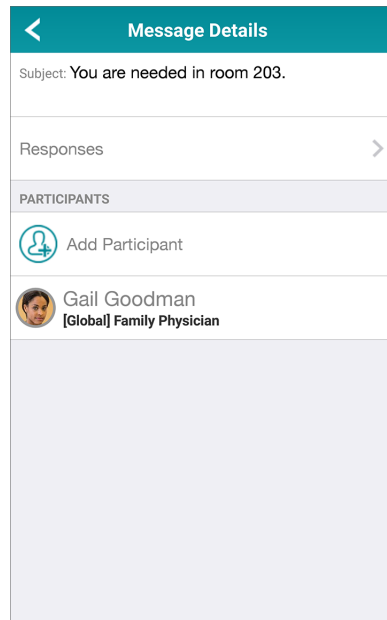 Message Details
Subject: You are needed in room 203.
Responses
PARTICIPANTS
Add Participant
Gail Goodman
[Global] Family Physician